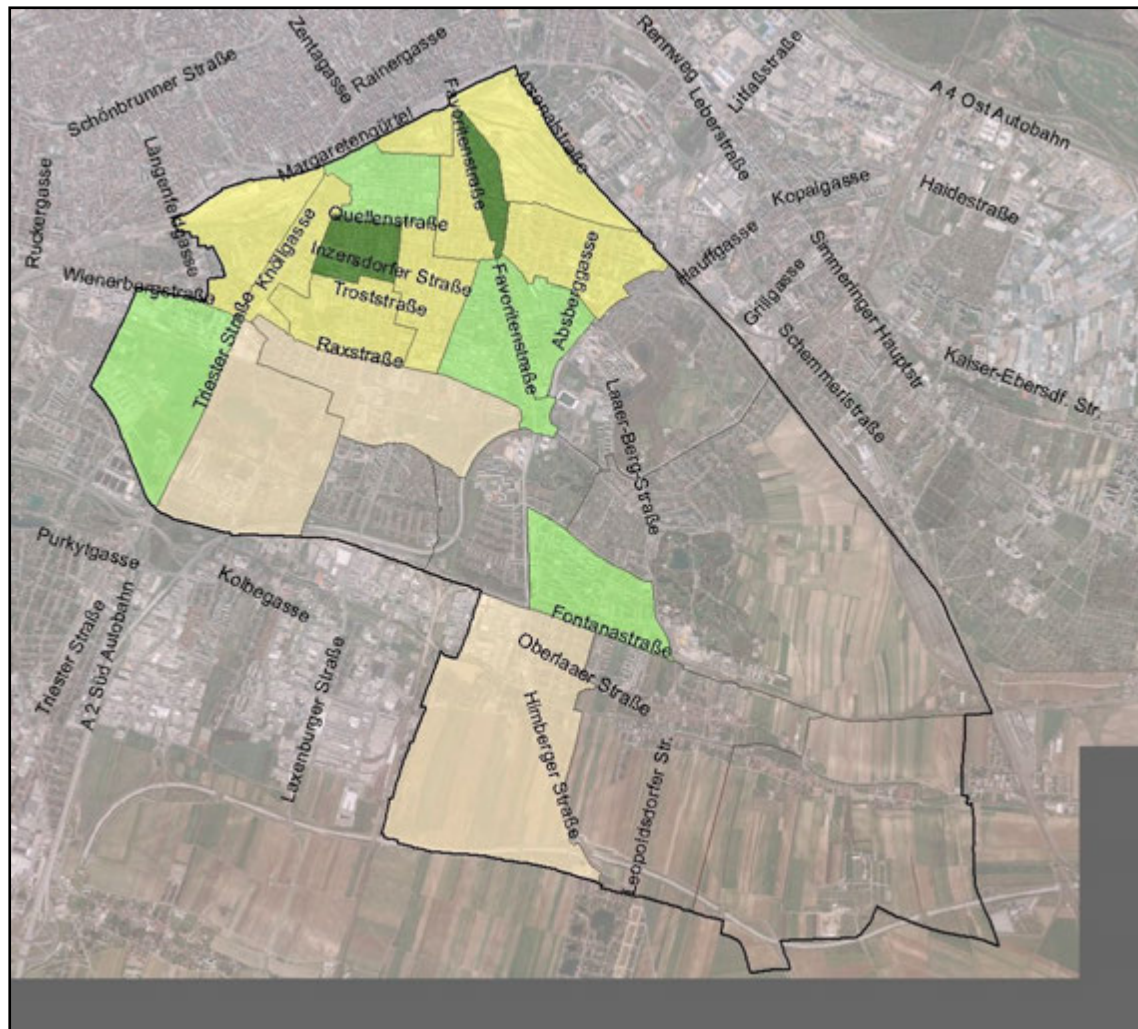 Zentagasse
Rainergasse
Schönbrunner Straße
Rennweg
Litfaßstraße
A 4 Ost Autobahn
Favoritenstraße
Arsenalstraße
Leberstraße
Margaretengürtel
Längenfeldgasse
Ruckergasse
Kopalgasse
Haidestraße
Quellenstraße
Knöllgasse
Inzersdorfer Straße
Absberggasse
Hauffgasse
Simmeringer Hauptstr.
Grillgasse
Wienerbergstraße
Troststraße
Triester Straße
Favoritenstraße
Raxstraße
Schemmerlstraße
Kaiser-Ebersdf. Str.
Laaer-Berg-Straße
Purkytgasse
Kolbegasse
Fontanastraße
Triester Straße
A 2 Süd Autobahn
Laxenburger Straße
Oberlaaer Straße
Himberger Straße
Leopoldsdorfer Str.